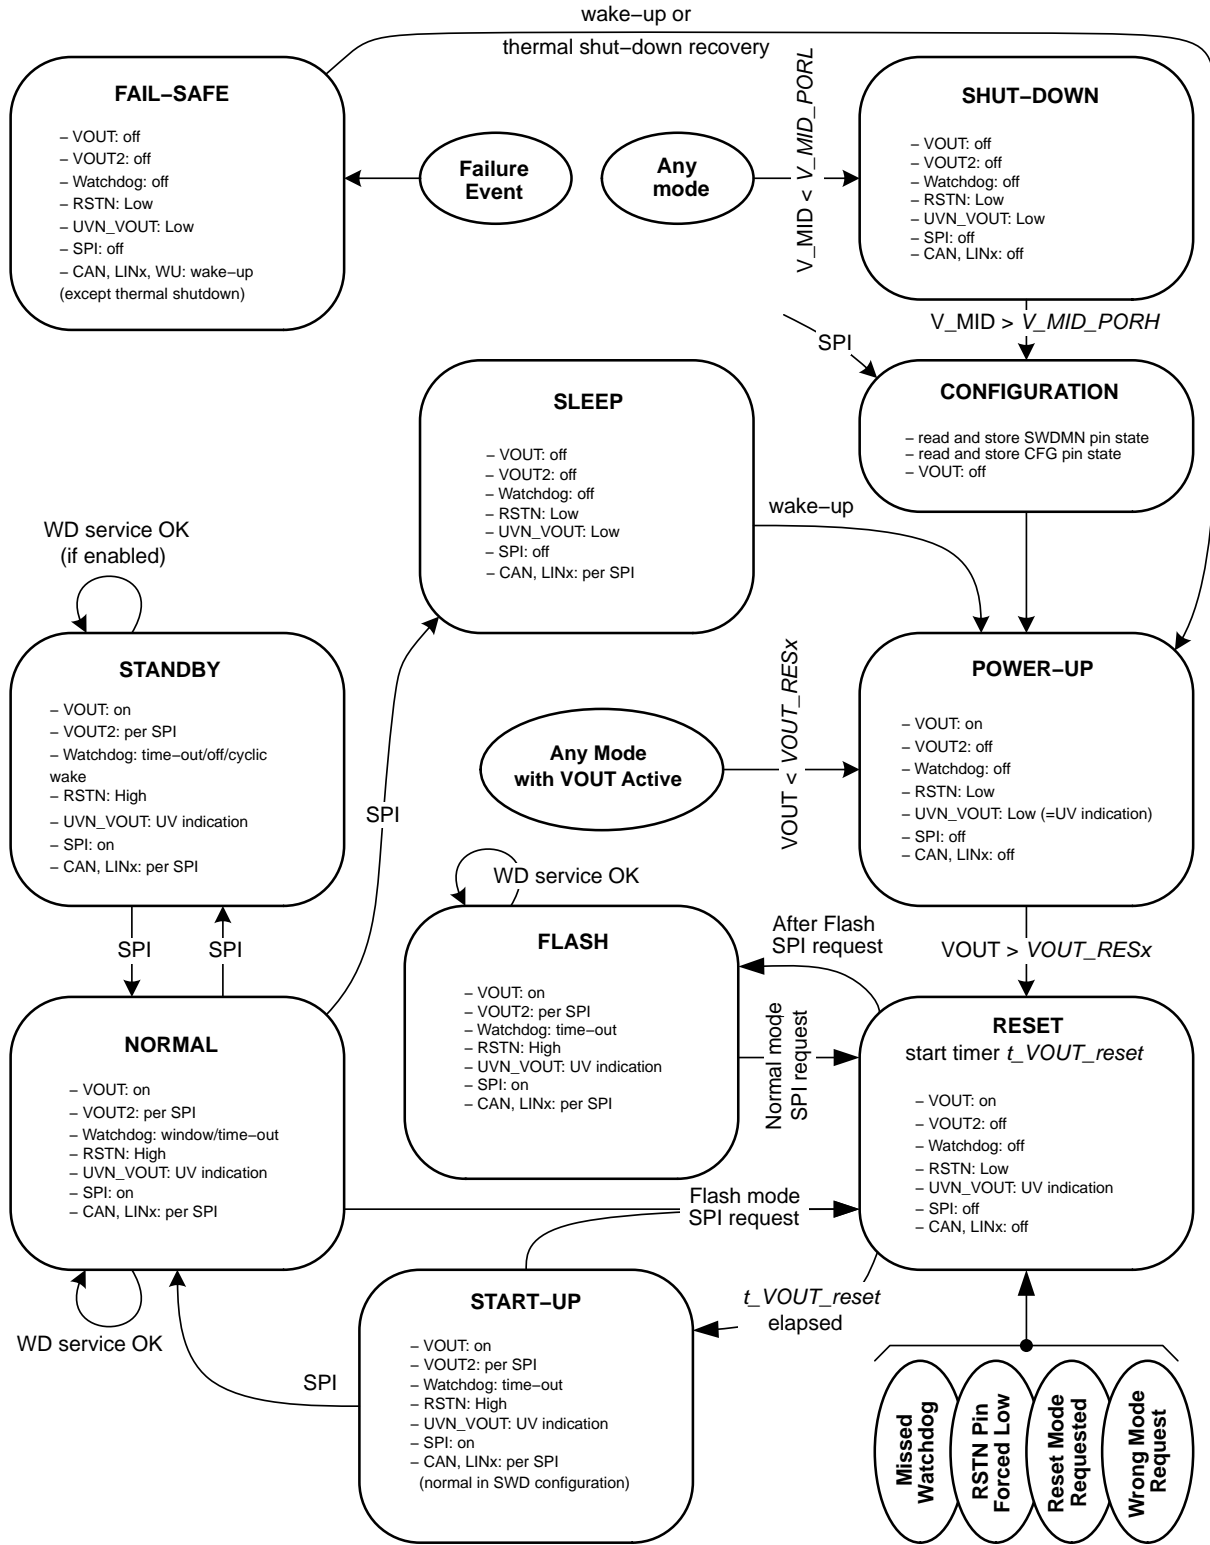 wake–up or
thermal shut–down recovery
FAIL–SAFE
– VOUT: off
– VOUT2: off
– Watchdog: off
– RSTN: Low
– UVN_VOUT: Low
– SPI: off
– CAN, LINx, WU: wake–up
(except thermal shutdown)
Failure
Event
Any
mode
V_MID < V_MID_PORL
SHUT–DOWN
– VOUT: off
– VOUT2: off
– Watchdog: off
– RSTN: Low
– UVN_VOUT: Low
– SPI: off
– CAN, LINx: off
V_MID > V_MID_PORH
SPI
CONFIGURATION
– read and store SWDMN pin state
– read and store CFG pin state
– VOUT: off
SLEEP
– VOUT: off
– VOUT2: off
– Watchdog: off
– RSTN: Low
– UVN_VOUT: Low
– SPI: off
– CAN, LINx: per SPI
wake–up
WD service OK
(if enabled)
STANDBY
– VOUT: on
– VOUT2: per SPI
– Watchdog: time–out/off/cyclic
wake
– RSTN: High
– UVN_VOUT: UV indication
– SPI: on
– CAN, LINx: per SPI
SPI
Any Mode
with VOUT Active
VOUT < VOUT_RESx
POWER–UP
– VOUT: on
– VOUT2: off
– Watchdog: off
– RSTN: Low
– UVN_VOUT: Low (=UV indication)
– SPI: off
– CAN, LINx: off
SPI
SPI
WD service OK
FLASH
– VOUT: on
– VOUT2: per SPI
– Watchdog: time–out
– RSTN: High
– UVN_VOUT: UV indication
– SPI: on
– CAN, LINx: per SPI
After Flash
SPI request
Normal mode
SPI request
VOUT > VOUT_RESx
RESET
start timer t_VOUT_reset
– VOUT: on
– VOUT2: off
– Watchdog: off
– RSTN: Low
– UVN_VOUT: UV indication
– SPI: off
– CAN, LINx: off
NORMAL
– VOUT: on
– VOUT2: per SPI
– Watchdog: window/time–out
– RSTN: High
– UVN_VOUT: UV indication
– SPI: on
– CAN, LINx: per SPI
Flash mode
SPI request
WD service OK
SPI
START–UP
– VOUT: on
– VOUT2: per SPI
– Watchdog: time–out
– RSTN: High
– UVN_VOUT: UV indication
– SPI: on
– CAN, LINx: per SPI
(normal in SWD configuration)
t_VOUT_reset
elapsed
Missed
Watchdog
RSTN Pin
Forced Low
Reset Mode
Requested
Wrong Mode
Request